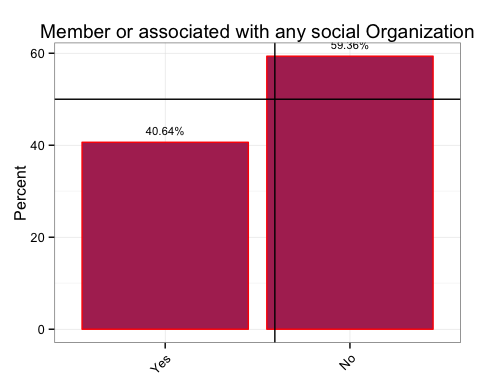 Member or associated with any social Organization
59.36%
40.64%
60
40
20
0
Percent
Yes
No